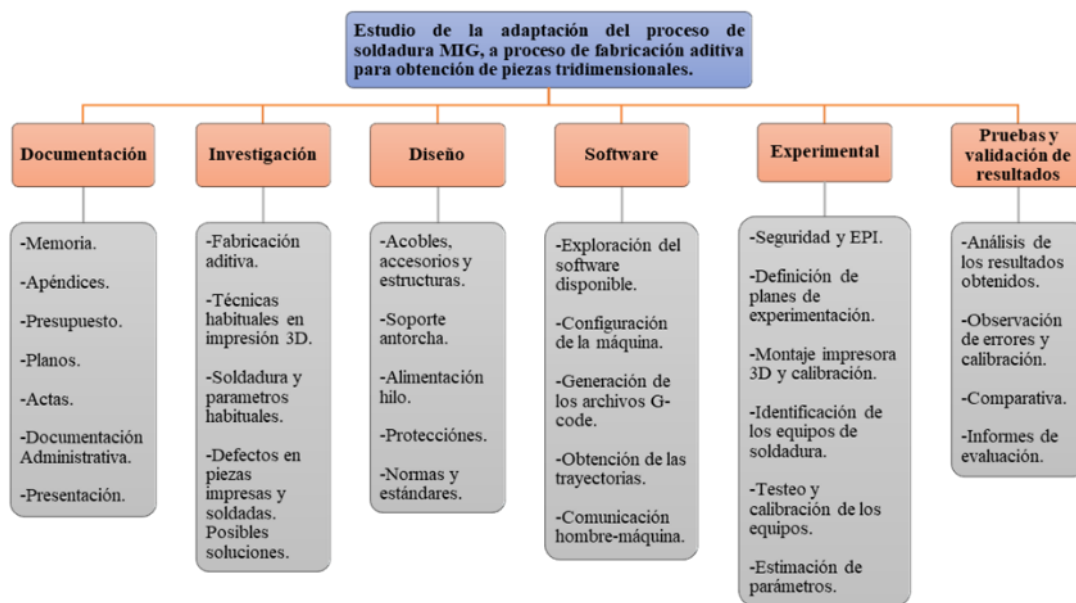 Estudio de la adaptación del proceso de
soldadura MIG, a proceso de fabricación aditiva
para obtención de piezas tridimensionales.
Documentación
-Memoria.
-Apéndices.
-Presupuesto.
-Planos.
-Actas.
-Documentación
Administrativa.
-Presentación.
Investigación
-Fabricación
aditiva.
-Técnicas
habituales en
impresión 3D.
-Soldadura y
parametros
habituales.
-Defectos en
piezas
impresas y
soldadas.
Posibles
soluciones.
Diseño
-Acobles,
accesorios y
estructuras.
-Soporte
antorcha.
-Alimentación
hilo.
-Protecciónes.
-Normas y
estándares.
Software
-Exploración del
software
disponible.
-Configuración
de la máquina.
-Generación de
los archivos G-
code.
-Obtención de las
trayectorias.
-Comunicación
hombre-máquina.
Experimental
-Seguridad y EPI.
-Definición de
planes de
experimentación.
-Montaje impresora
3D y calibración.
-Identificación de
los equipos de
soldadura.
-Testeo y
calibración de los
equipos.
-Estimación de
parámetros.
Pruebas y
validación de
resultados
-Análisis de
los resultados
obtenidos.
-Observación
de errores y
calibración.
-Comparativa.
-Informes de
evaluación.